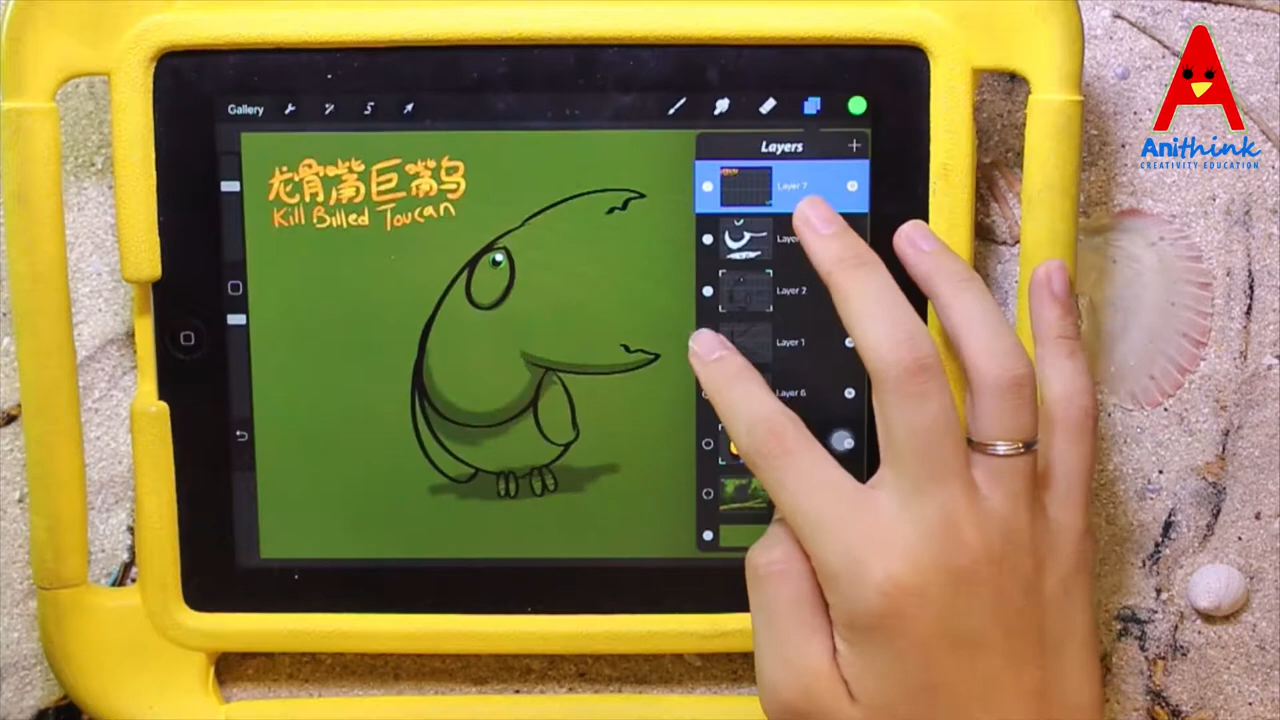 Gallery
Layers
龙骨嘴巨嘴鸟
Kill Billed Toucan
Layer 7
Laye
Layer 2
Layer 1
Layer 6
A
Anithink
CREATIVITY EDUCATION